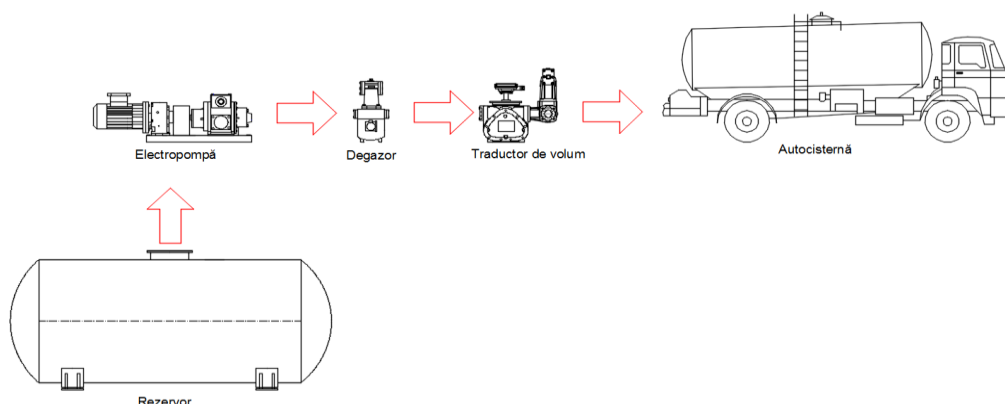 Electropompă
Degazor
Traductor de volum
Autocisternă
Rezervor